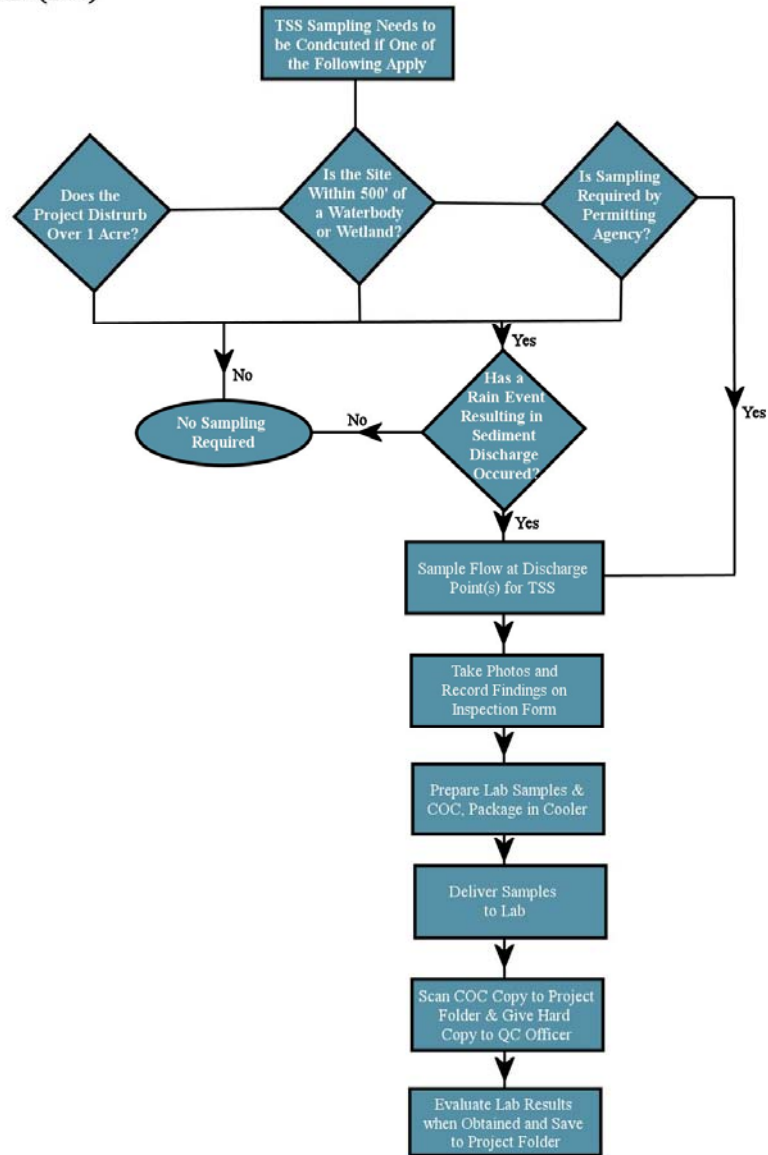 TSS Sampling Needs to
be Condcuted if One of
the Following Apply
Does the
Project Distrurb
Over 1 Acre?
Is the Site
Within 500' of
a Waterbody
or Wetland?
Is Sampling
Required by
Permitting
Agency?
No
Yes
Yes
No Sampling
Required
No
Has a
Rain Event
Resulting in
Sediment
Discharge
Occured?
Yes
Sample Flow at Discharge
Point(s) for TSS
Take Photos and
Record Findings on
Inspection Form
Prepare Lab Samples &
COC, Package in Cooler
Deliver Samples
to Lab
Scan COC Copy to Project
Folder & Give Hard
Copy to QC Officer
Evaluate Lab Results
when Obtained and Save
to Project Folder